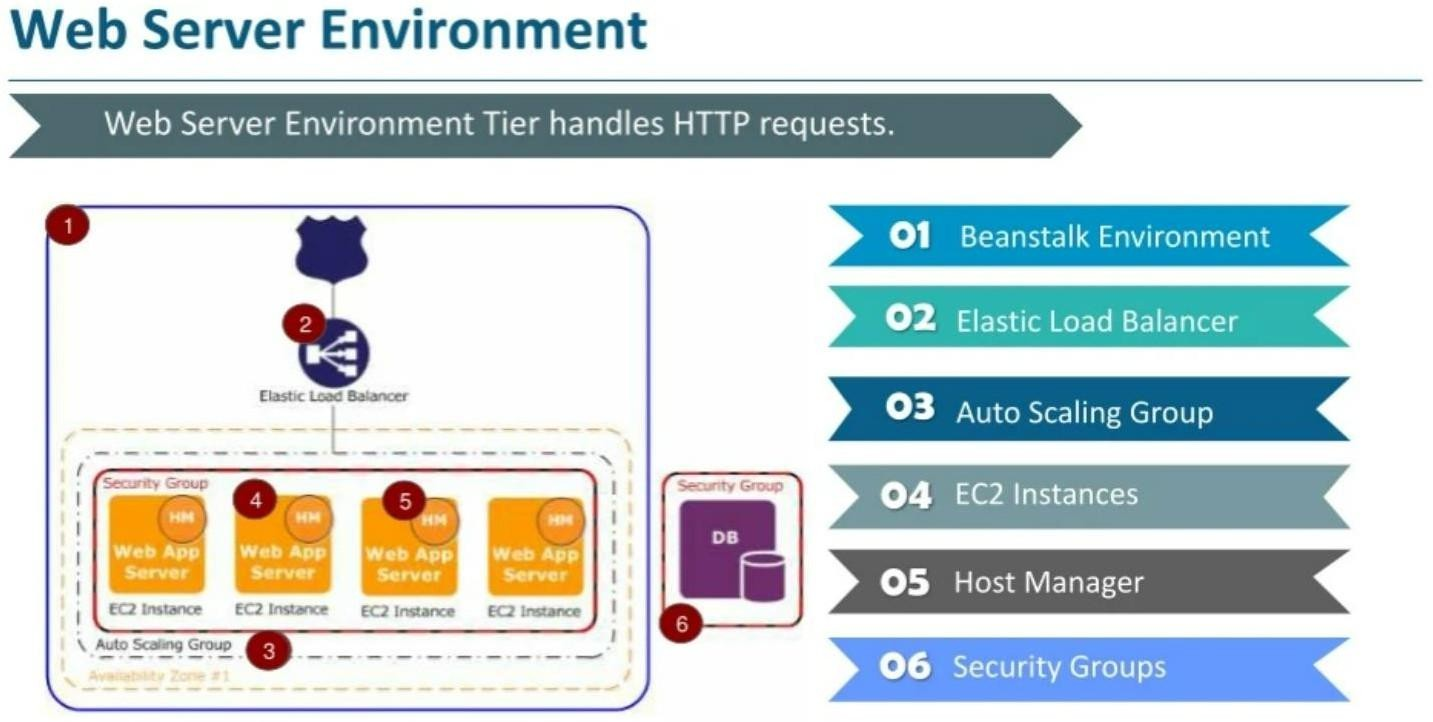 Web Server Environment
Web Server Environment Tier handles HTTP requests.
1
2
Elastic Load Balancer
Security Group
4
5
HM
HM
HM
HM
Web App
Server
Web App
Server
Web App
Server
Web App
Server
EC2 Instance
EC2 Instance
EC2 Instance
EC2 Instance
Auto Scaling Group
3
Availability Zone #1
Security Group
DB
6
01 Beanstalk Environment
02 Elastic Load Balancer
03 Auto Scaling Group
04 EC2 Instances
05 Host Manager
06 Security Groups